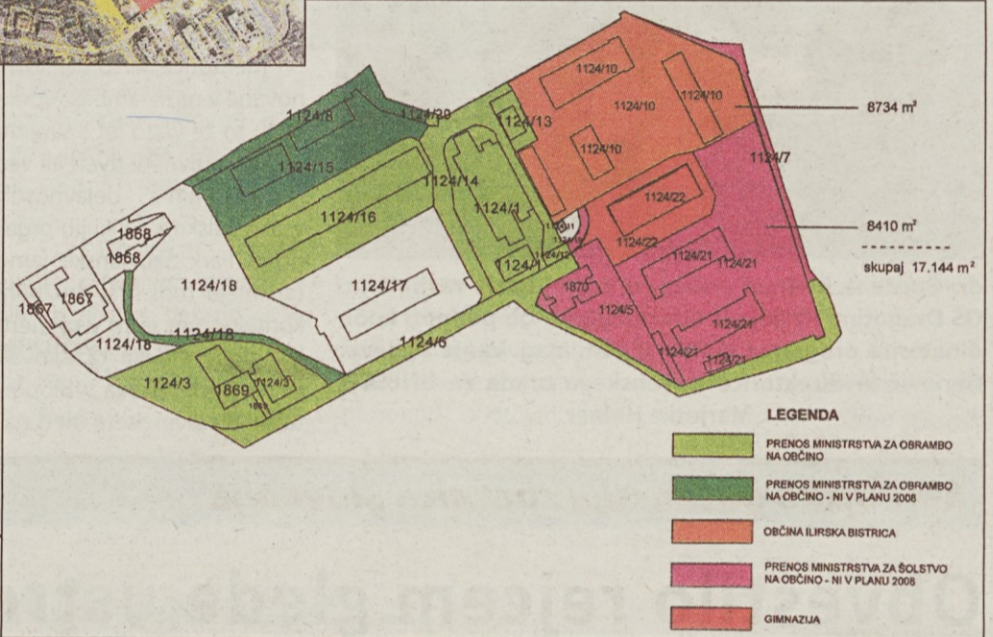 1124/10
1124/8
1124/20
1124/13
1124/10
1124/10
8734 m²
1124/10
1124/7
1124/15
1124/14
1124/22
1124/16
1124/1
8410 m²
1868
1868
1124/22
skupaj 17.144 m²
124/1
1124/21
1124/21
1124/18
1124/17
1870
1867
1867
1124/5
1124/18
1124/18
1124/6
1124/21
1124/21
1124/21
1124/3
1869
1124/3
LEGENDA
PRENOS MINISTRSTVA ZA OBRAMBO
NA OBČINO
PRENOS MINISTRSTVA ZA OBRAMBO
NA OBČINO - NI V PLANU 2008
OBČINA ILIRSKA BISTRICA
PRENOS MINISTRSTVA ZA ŠOLSTVO
NA OBČINO - NI V PLANU 2008
GIMNAZIJA